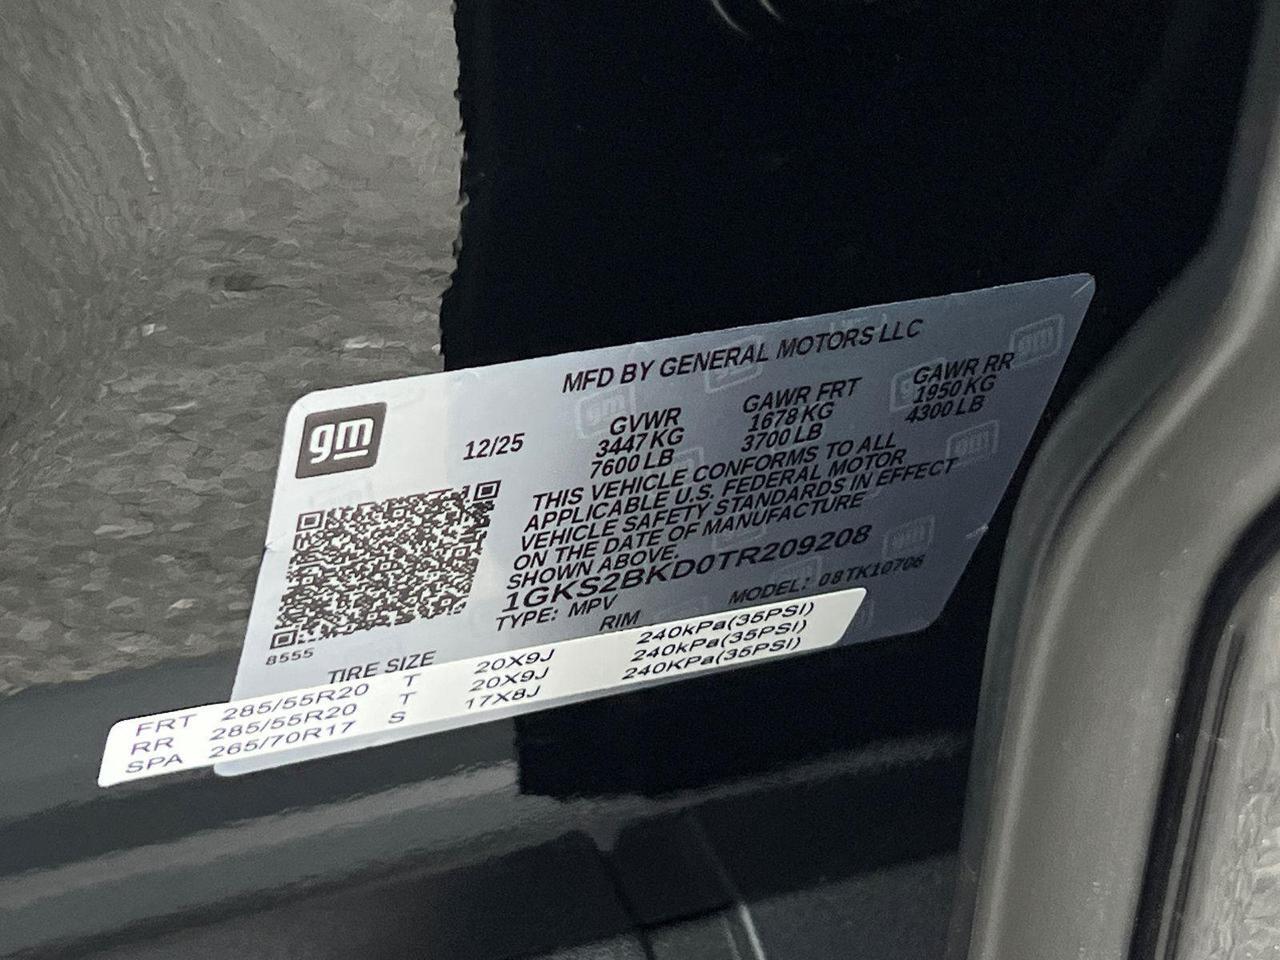 MFD BY GENERAL MOTORS LLC
gm
12/25
GVWR GAWR FRT GAWR RR
3447 KG 1678 KG 1950 KG
7600 LB 3700 LB 4300 LB
THIS VEHICLE CONFORMS TO ALL
APPLICABLE U.S. FEDERAL MOTOR
VEHICLE SAFETY STANDARDS IN EFFECT
ON THE DATE OF MANUFACTURE
SHOWN ABOVE.
1GKS2BKD0TR209208
TYPE: MPV MODEL: 08TK10706
8555
TIRE SIZE RIM
FRT 285/55R20 T 20X9J 240kPa(35PSI)
RR 285/55R20 T 20X9J 240kPa(35PSI)
SPA 265/70R17 S 17X8J 240KPa(35PSI)